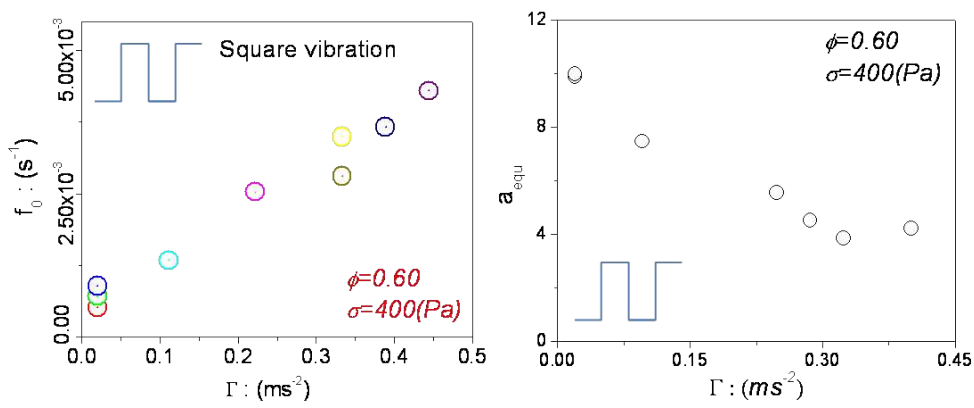 Square vibration
5.00x10⁻³
2.50x10⁻³
0.00
f₀ : (s⁻¹)
ϕ=0.60
σ=400(Pa)
0.0 0.1 0.2 0.3 0.4 0.5
Γ : (ms⁻²)
12
8
4
0
a_equ
ϕ=0.60
σ=400(Pa)
0.00 0.15 0.30 0.45
Γ : (ms⁻²)